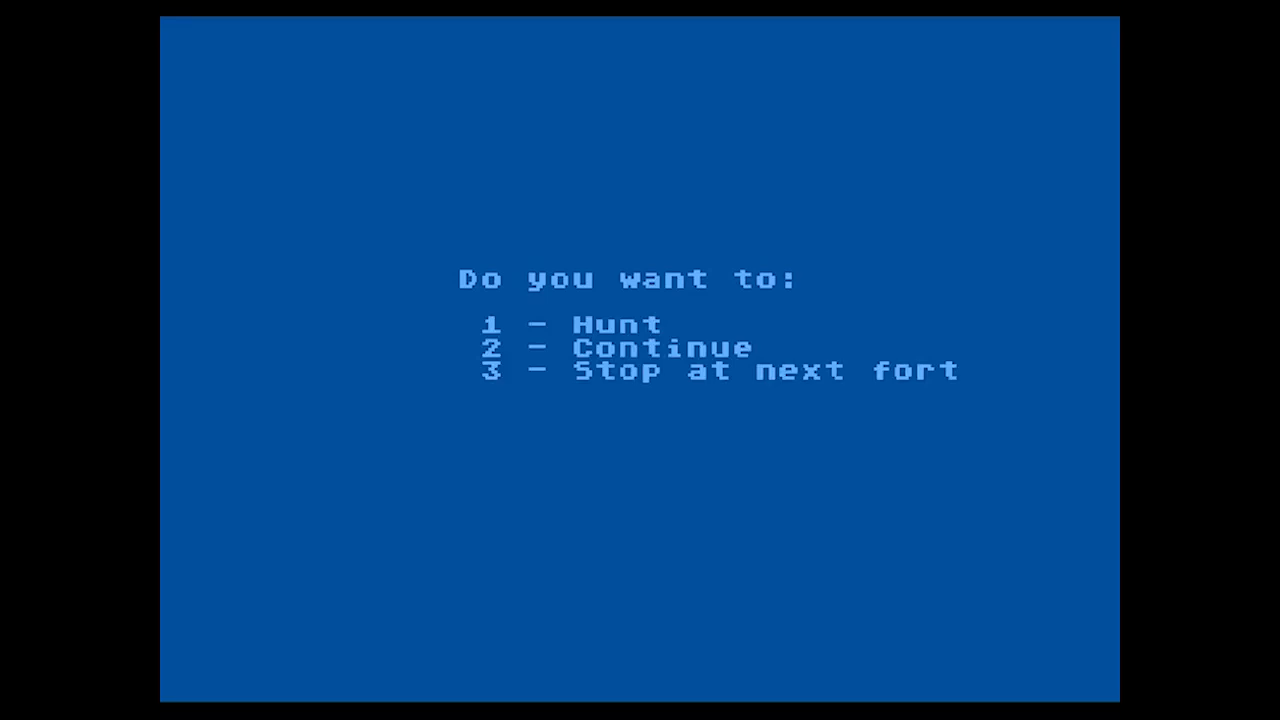 Do you want to:
1 - Hunt
2 - Continue
3 - Stop at next fort